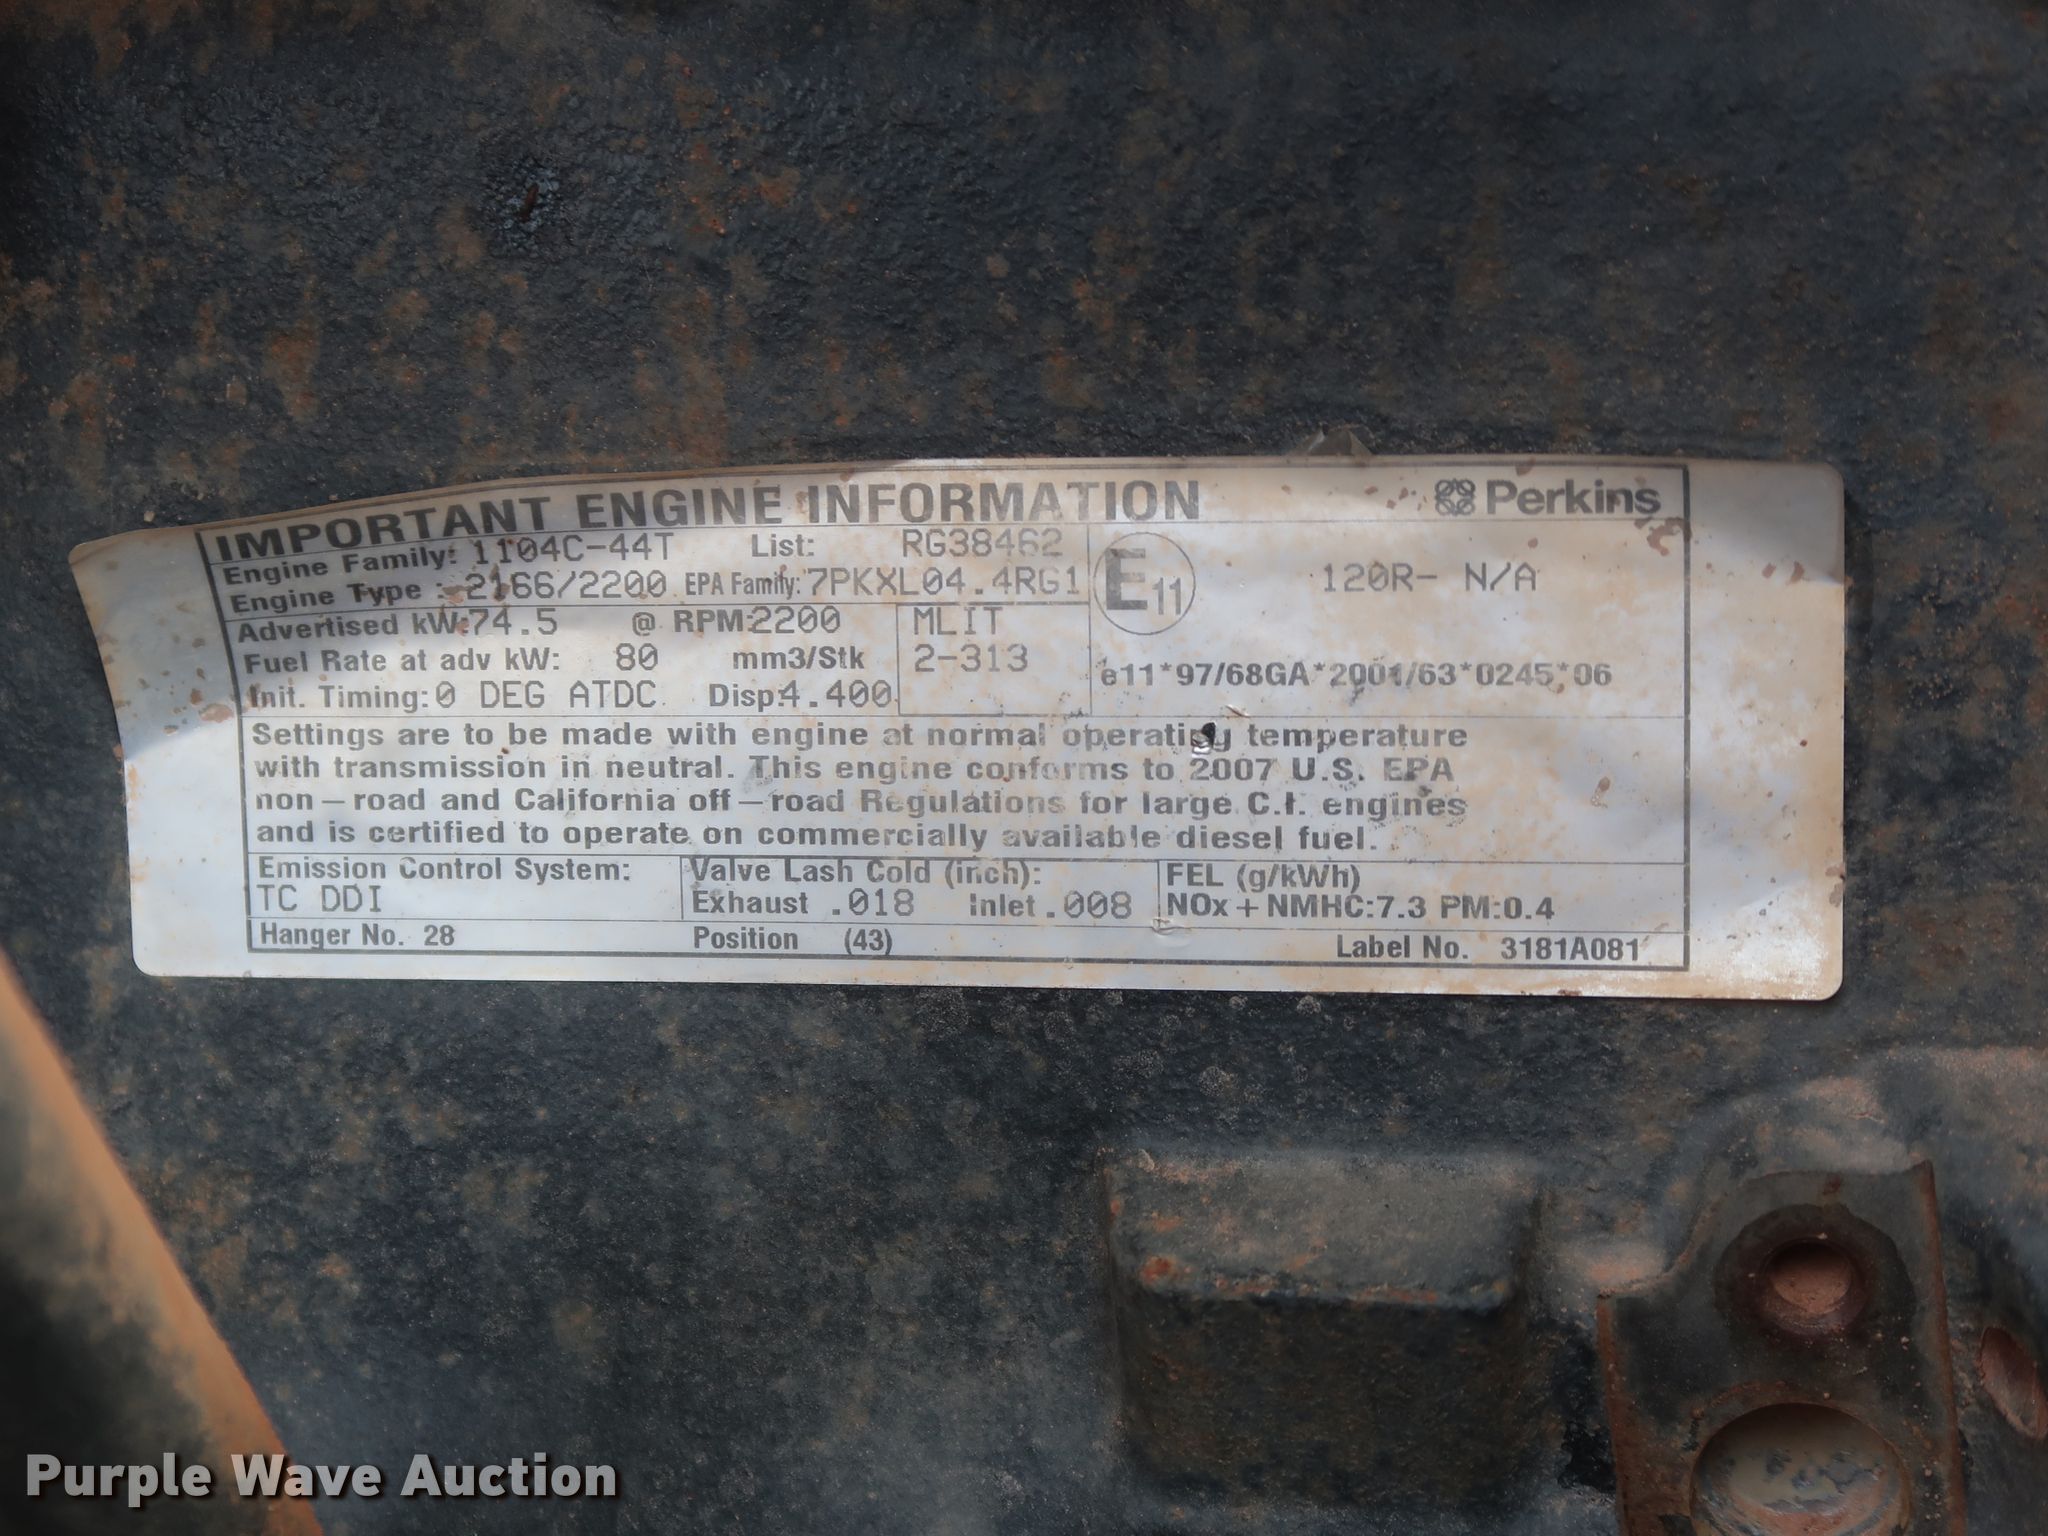 IMPORTANT ENGINE INFORMATION
Perkins
Engine Family: 1104C-44T List: RG38462
Engine Type : 2166/2200 EPA Family: 7PKXL04.4RG1
E11 120R- N/A
Advertised kW:74.5 @ RPM:2200
MLIT
Fuel Rate at adv kW: 80 mm3/Stk
2-313
e11*97/68GA*2001/63*0245*06
Init. Timing:0 DEG ATDC Disp:4.400
Settings are to be made with engine at normal operating temperature
with transmission in neutral. This engine conforms to 2007 U.S. EPA
non–road and California off–road Regulations for large C.I. engines
and is certified to operate on commercially available diesel fuel.
Emission Control System:
TC DDI
Valve Lash Cold (inch):
Exhaust .018 Inlet .008
FEL (g/kWh)
NOx + NMHC:7.3 PM:0.4
Hanger No. 28 Position (43) Label No. 3181A081
Purple Wave Auction